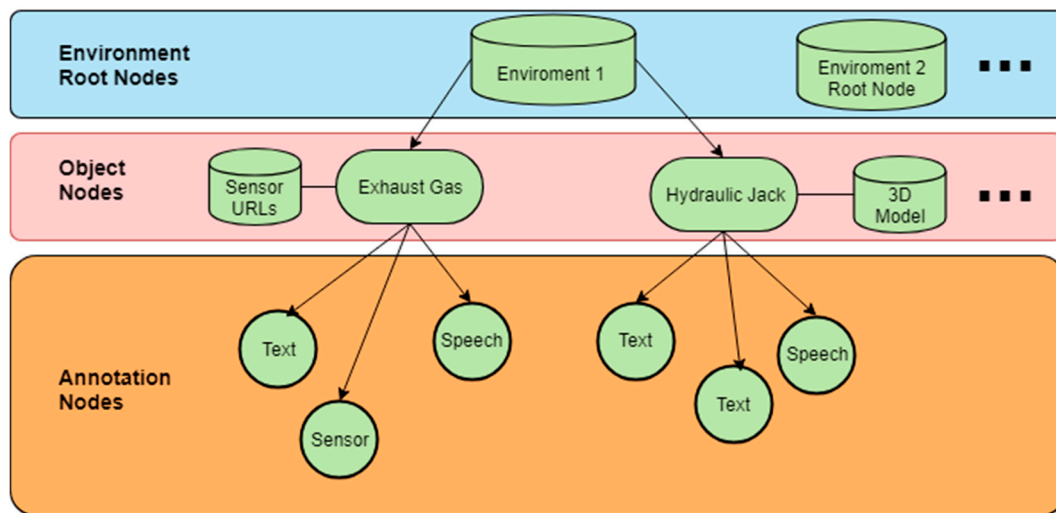 Environment
Root Nodes
Enviroment 1
Enviroment 2
Root Node
Object
Nodes
Sensor
URLs
Exhaust Gas
Hydraulic Jack
3D
Model
Annotation
Nodes
Text
Sensor
Speech
Text
Text
Speech